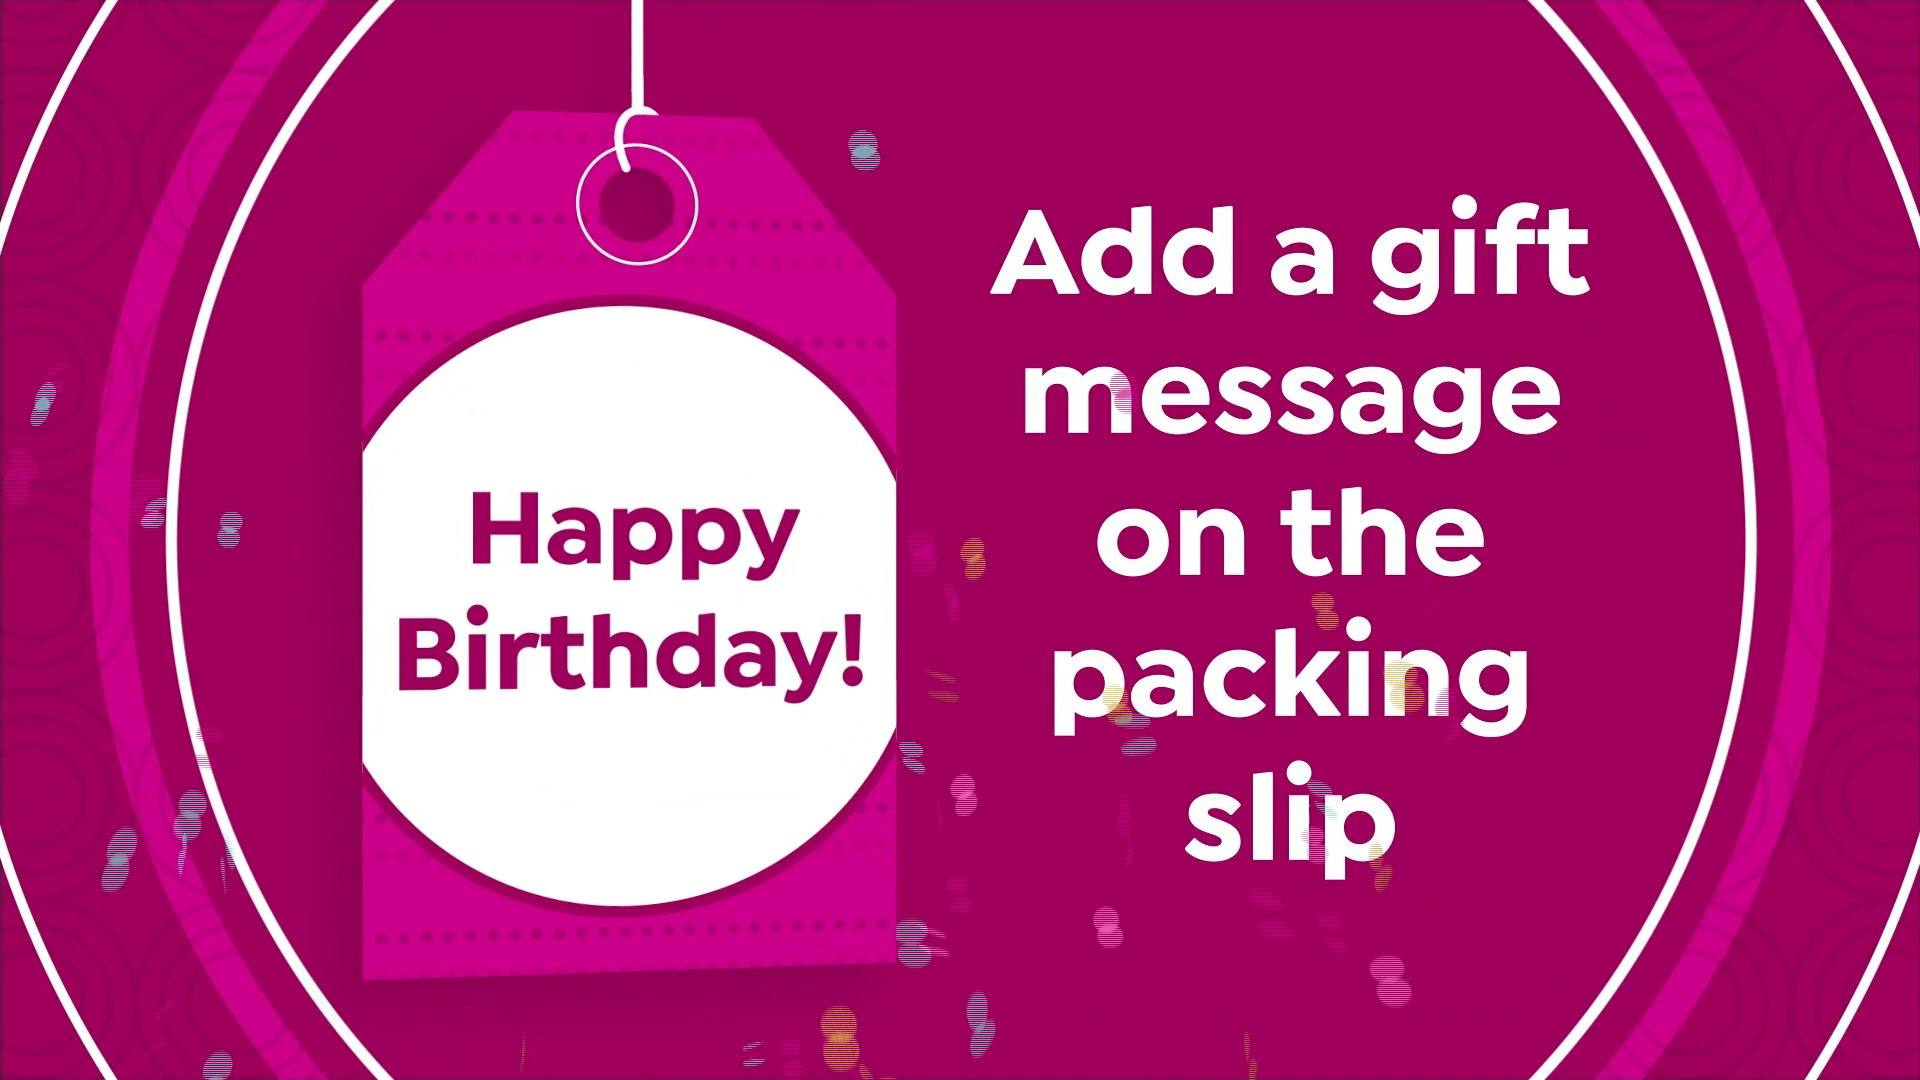 Happy
Birthday!
Add a gift
message
on the
packing
slip